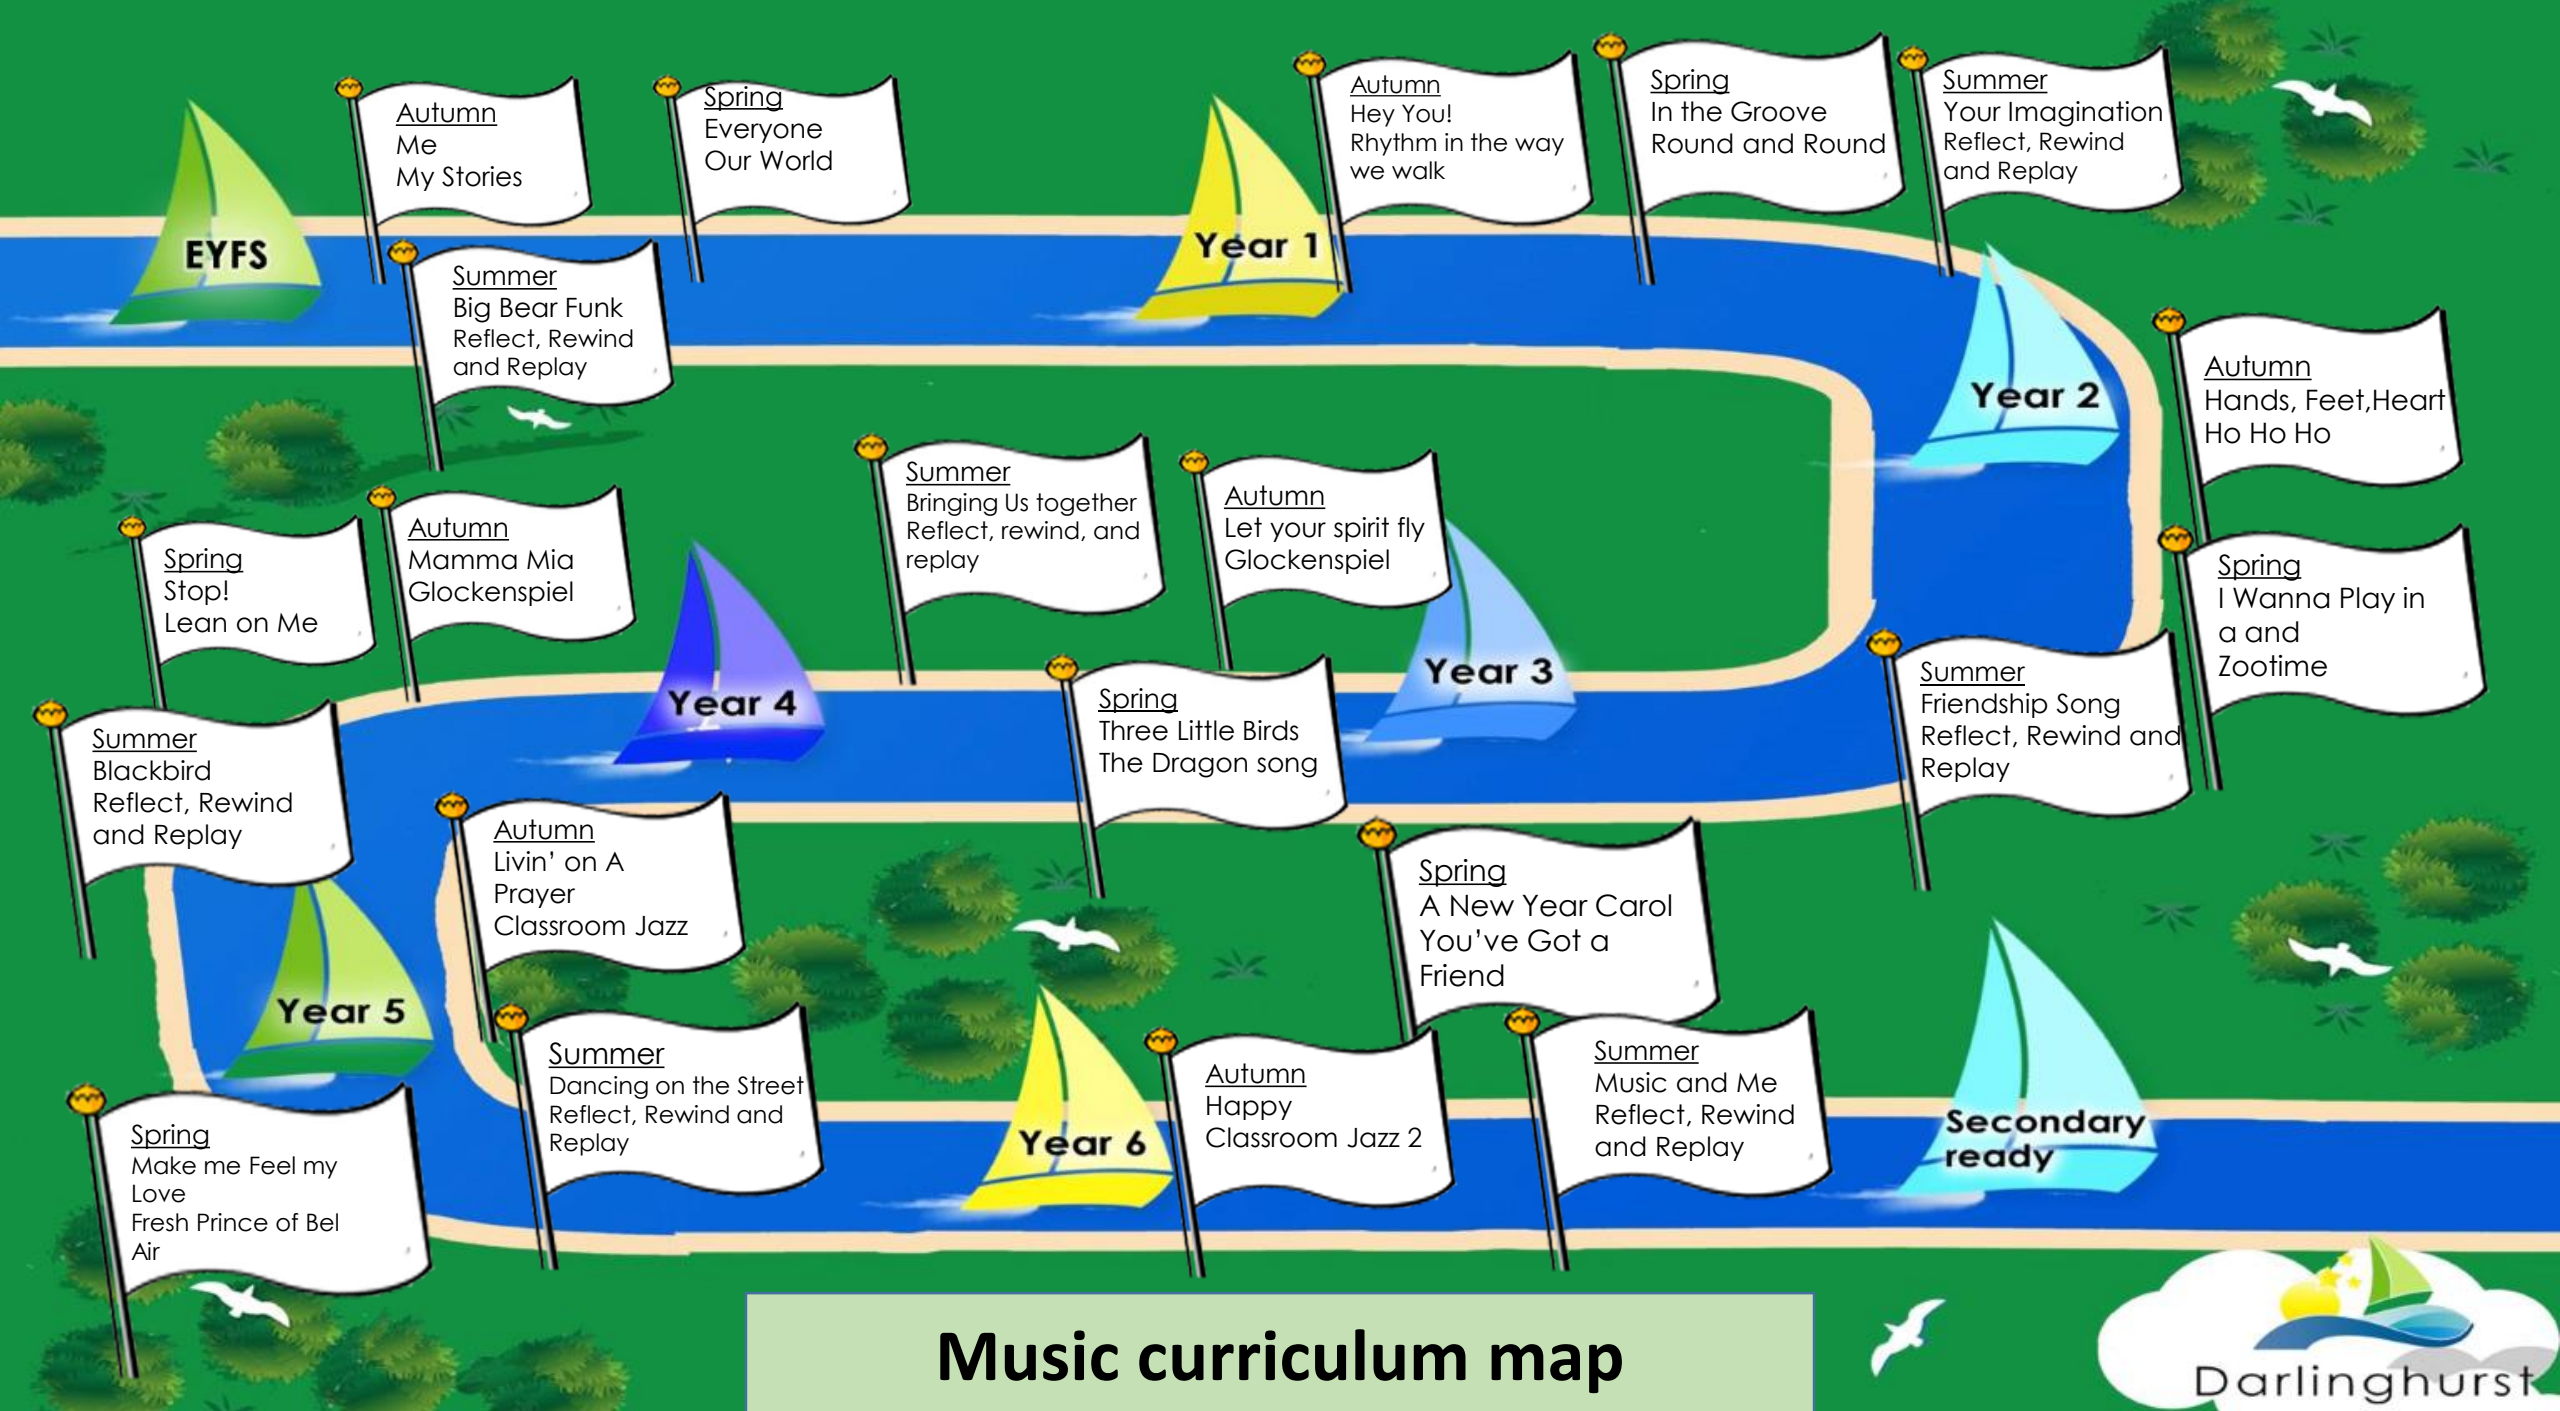 EYFS
Autumn
Me
My Stories
Spring
Everyone
Our World
Summer
Big Bear Funk
Reflect, Rewind
and Replay
Year 1
Autumn
Hey You!
Rhythm in the way
we walk
Spring
In the Groove
Round and Round
Summer
Your Imagination
Reflect, Rewind
and Replay
Year 2
Autumn
Hands, Feet,Heart
Ho Ho Ho
Spring
I Wanna Play in
a and
Zootime
Summer
Friendship Song
Reflect, Rewind and
Replay
Year 3
Autumn
Let your spirit fly
Glockenspiel
Spring
Three Little Birds
The Dragon song
Summer
Bringing Us together
Reflect, rewind, and
replay
Year 4
Autumn
Mamma Mia
Glockenspiel
Spring
Stop!
Lean on Me
Summer
Blackbird
Reflect, Rewind
and Replay
Year 5
Autumn
Livin’ on A
Prayer
Classroom Jazz
Spring
Make me Feel my
Love
Fresh Prince of Bel
Air
Summer
Dancing on the Street
Reflect, Rewind and
Replay
Year 6
Autumn
Happy
Classroom Jazz 2
Spring
A New Year Carol
You’ve Got a
Friend
Summer
Music and Me
Reflect, Rewind
and Replay
Secondary
ready
Music curriculum map
Darlinghurst